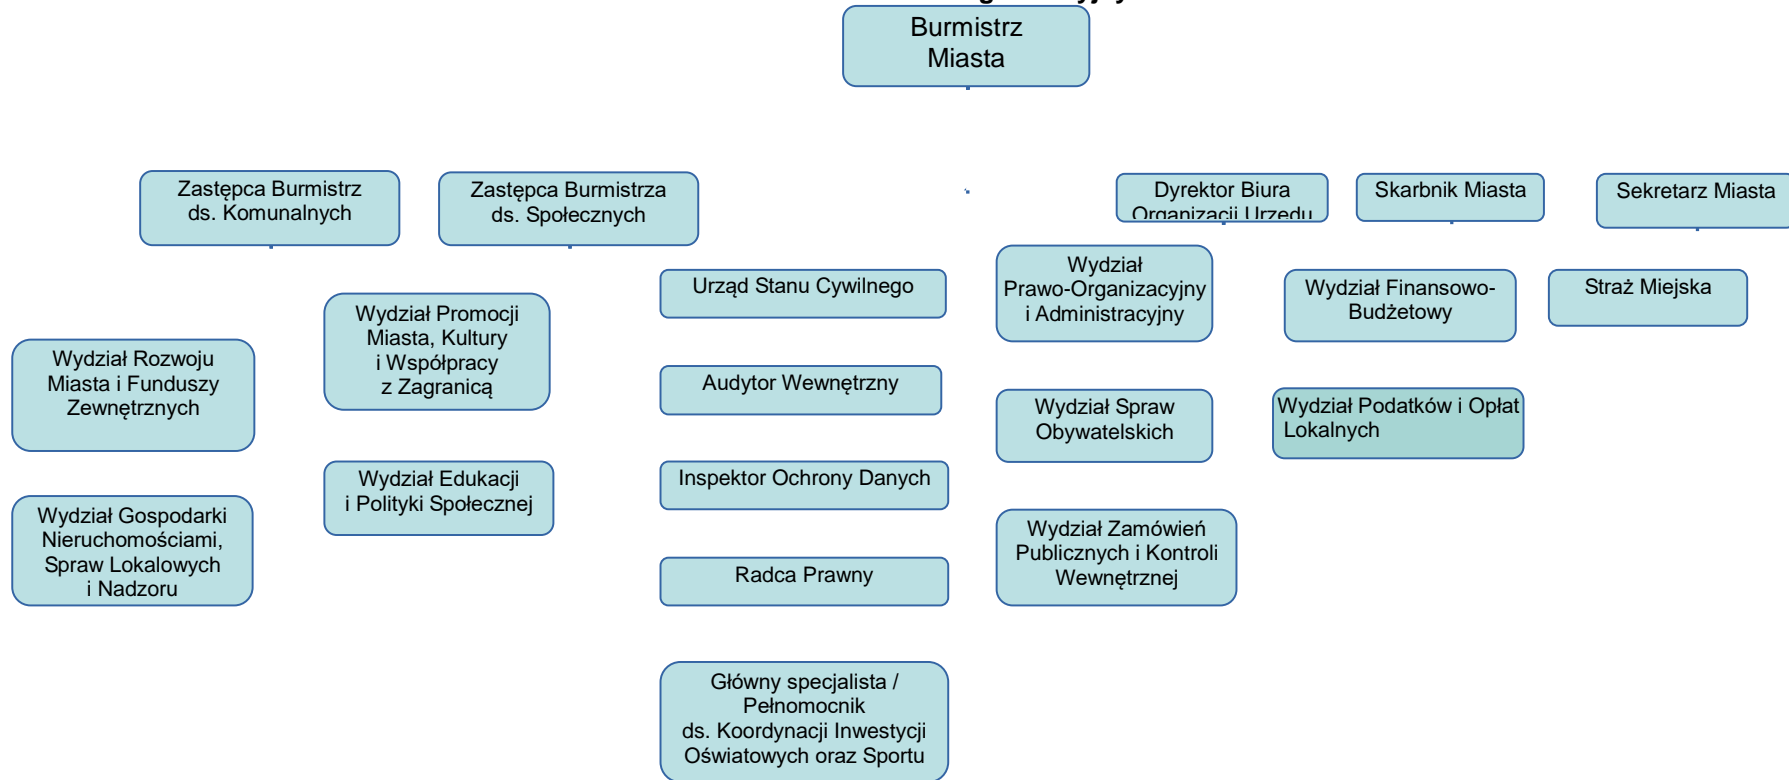 Burmistrz
Miasta
Zastępca Burmistrz
ds. Komunalnych
Zastępca Burmistrza
ds. Społecznych
Dyrektor Biura
Organizacji Urzędu
Skarbnik Miasta
Sekretarz Miasta
Wydział Rozwoju
Miasta i Funduszy
Zewnętrznych
Wydział Gospodarki
Nieruchomościami,
Spraw Lokalowych
i Nadzoru
Wydział Promocji
Miasta, Kultury
i Współpracy
z Zagranicą
Wydział Edukacji
i Polityki Społecznej
Urząd Stanu Cywilnego
Audytor Wewnętrzny
Inspektor Ochrony Danych
Radca Prawny
Główny specjalista /
Pełnomocnik
ds. Koordynacji Inwestycji
Oświatowych oraz Sportu
Wydział
Prawo-Organizacyjny
i Administracyjny
Wydział Spraw
Obywatelskich
Wydział Zamówień
Publicznych i Kontroli
Wewnętrznej
Wydział Finansowo-
Budżetowy
Wydział Podatków i Opłat
Lokalnych
Straż Miejska